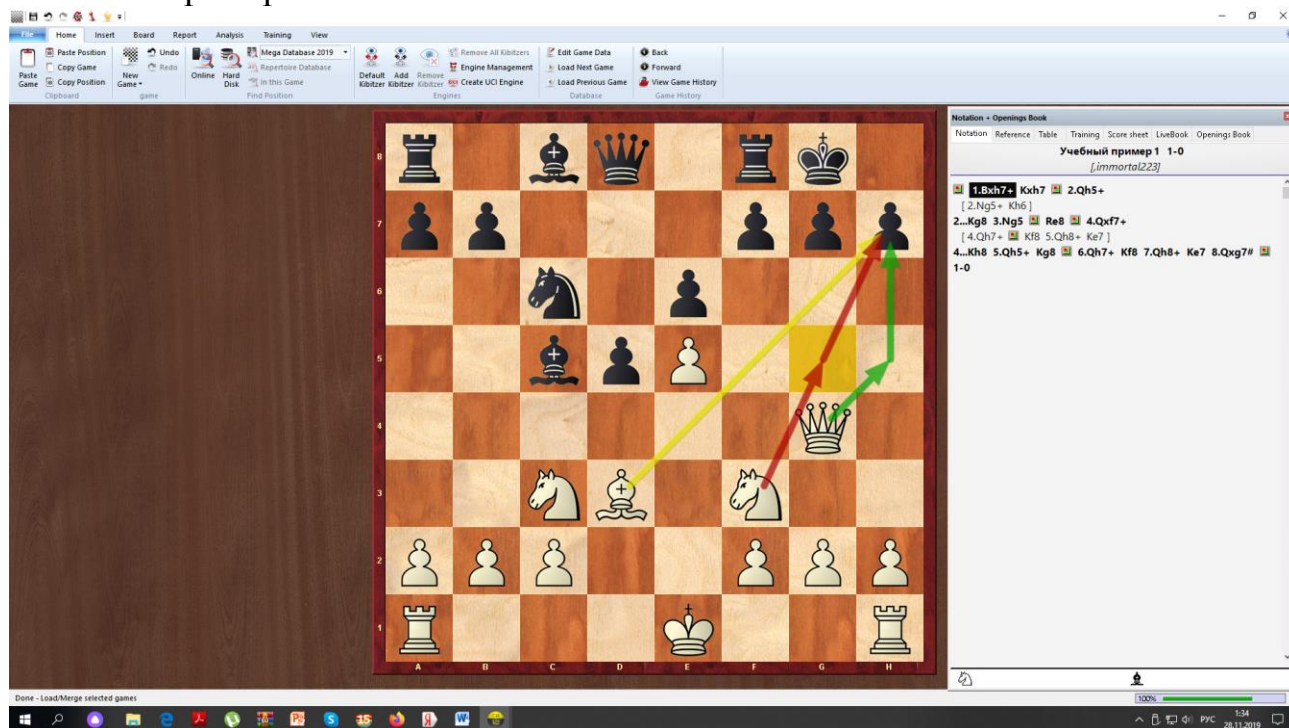 File Home Insert Board Report Analysis Training View
Paste Game
Paste Position
Copy Game
Copy Position
Clipboard
New Game
Undo
Redo
game
Online
Hard Disk
Mega Database 2019
Repertoire Database
In this Game
Find Position
Default Kibitzer
Add Kibitzer
Remove Kibitzer
Remove All Kibitzers
Engine Management
Create UCI Engine
Engines
Edit Game Data
Load Next Game
Load Previous Game
Database
Back
Forward
View Game History
Game History
8
7
6
5
4
3
2
1
A B C D E F G H
Notation + Openings Book
Notation Reference Table Training Score sheet LiveBook Openings Book
Учебный пример 1 1-0
[,immortal223]
1.Bxh7+ Kxh7 2.Qh5+
[ 2.Ng5+ Kh6 ]
2...Kg8 3.Ng5 Re8 4.Qxf7+
[ 4.Qh7+ Kf8 5.Qh8+ Ke7 ]
4...Kh8 5.Qh5+ Kg8 6.Qh7+ Kf8 7.Qh8+ Ke7 8.Qxg7#
1-0
Done - Load/Merge selected games
100%
РУС
1:34
28.11.2019